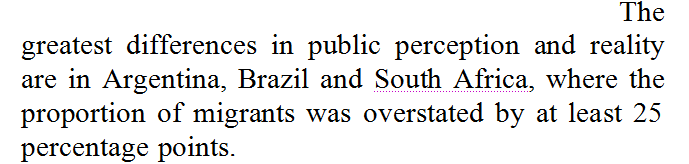 The
greatest differences in public perception and reality
are in Argentina, Brazil and South Africa, where the
proportion of migrants was overstated by at least 25
percentage points.